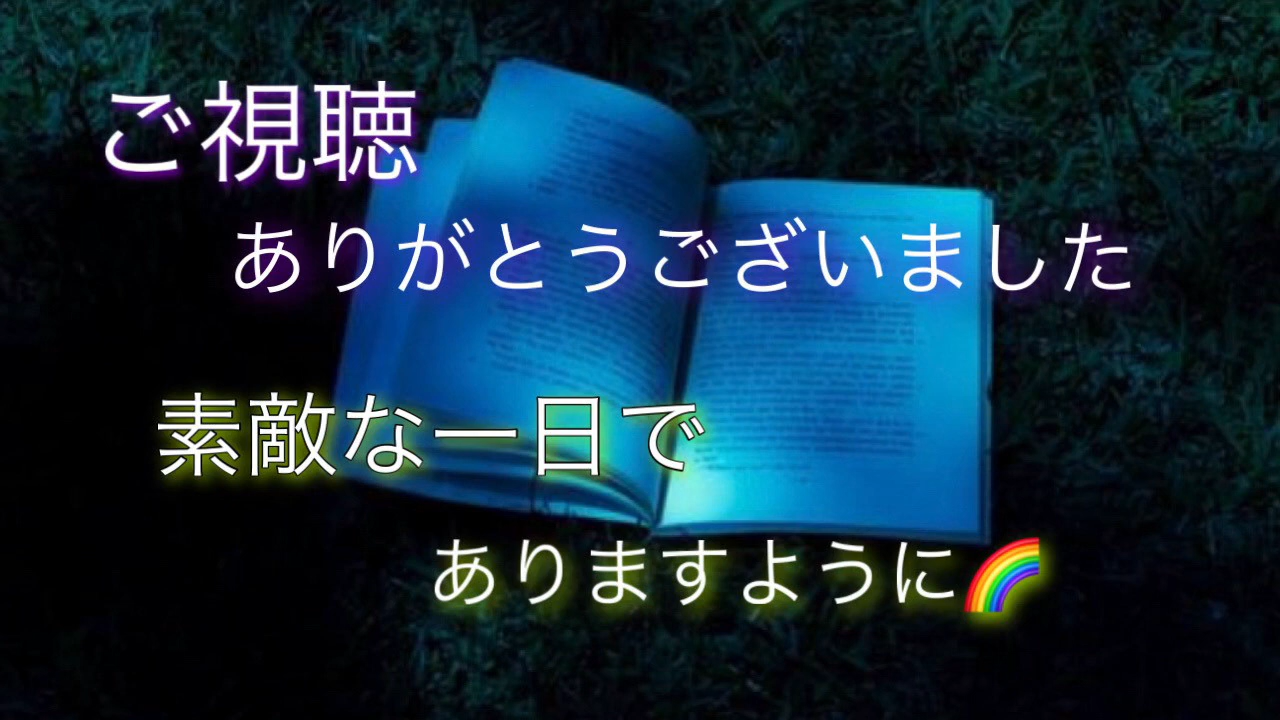 ご視聴
ありがとうございました
素敵な一日で
ありますように🌈